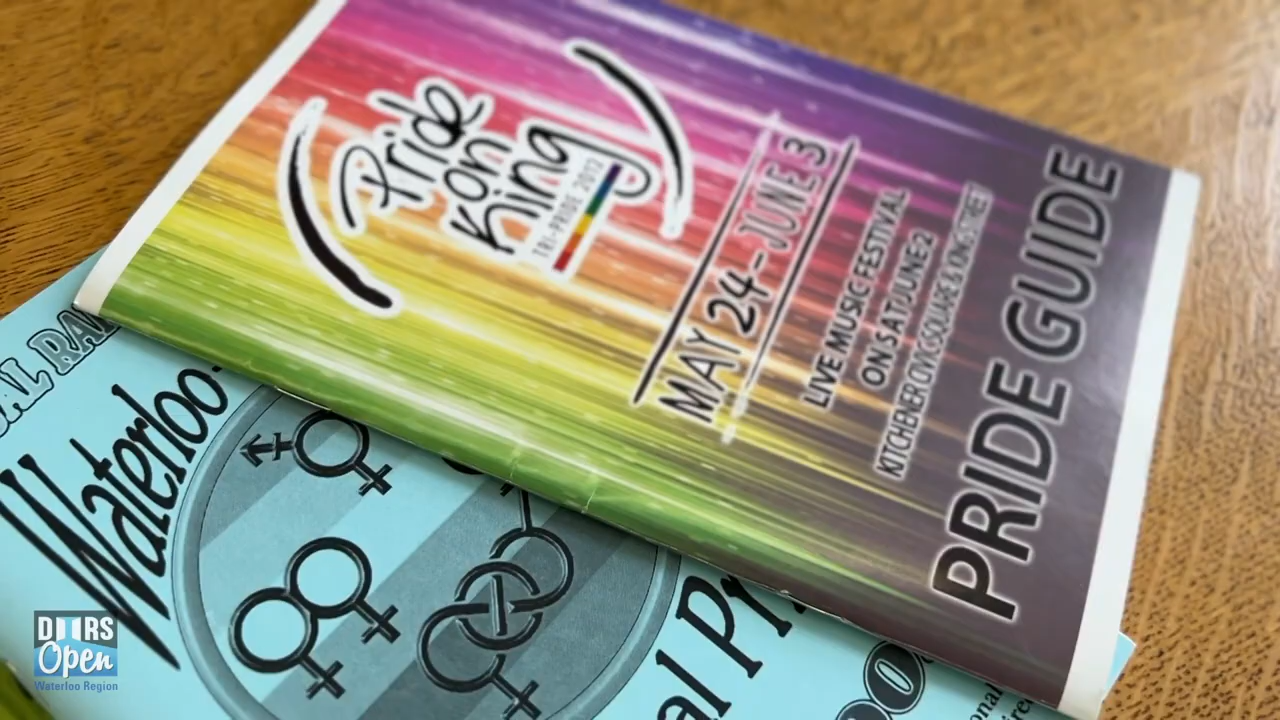 Pride
on
King
TRI-PRIDE 2012
MAY 24-JUNE 3
LIVE MUSIC FESTIVAL
ON SAT JUNE 2
KITCHENER CIVIC SQUARE & KING STREET
PRIDE GUIDE
Waterloo
DOORS
Open
Waterloo Region